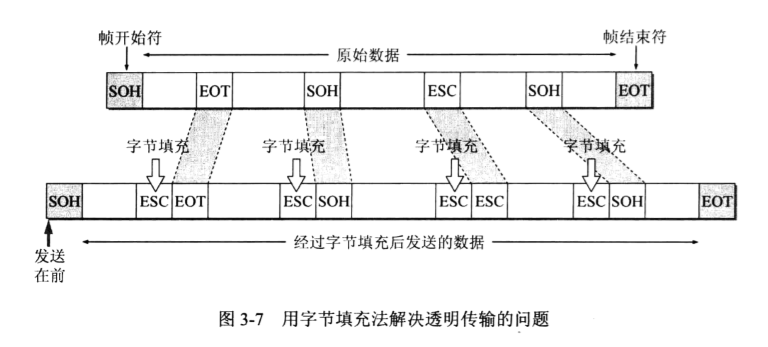 帧开始符
原始数据
帧结束符
SOH EOT SOH ESC SOH EOT
字节填充 字节填充 字节填充 字节填充
SOH ESC EOT ESC SOH ESC ESC ESC SOH EOT
发送
在前
经过字节填充后发送的数据
图 3-7 用字节填充法解决透明传输的问题